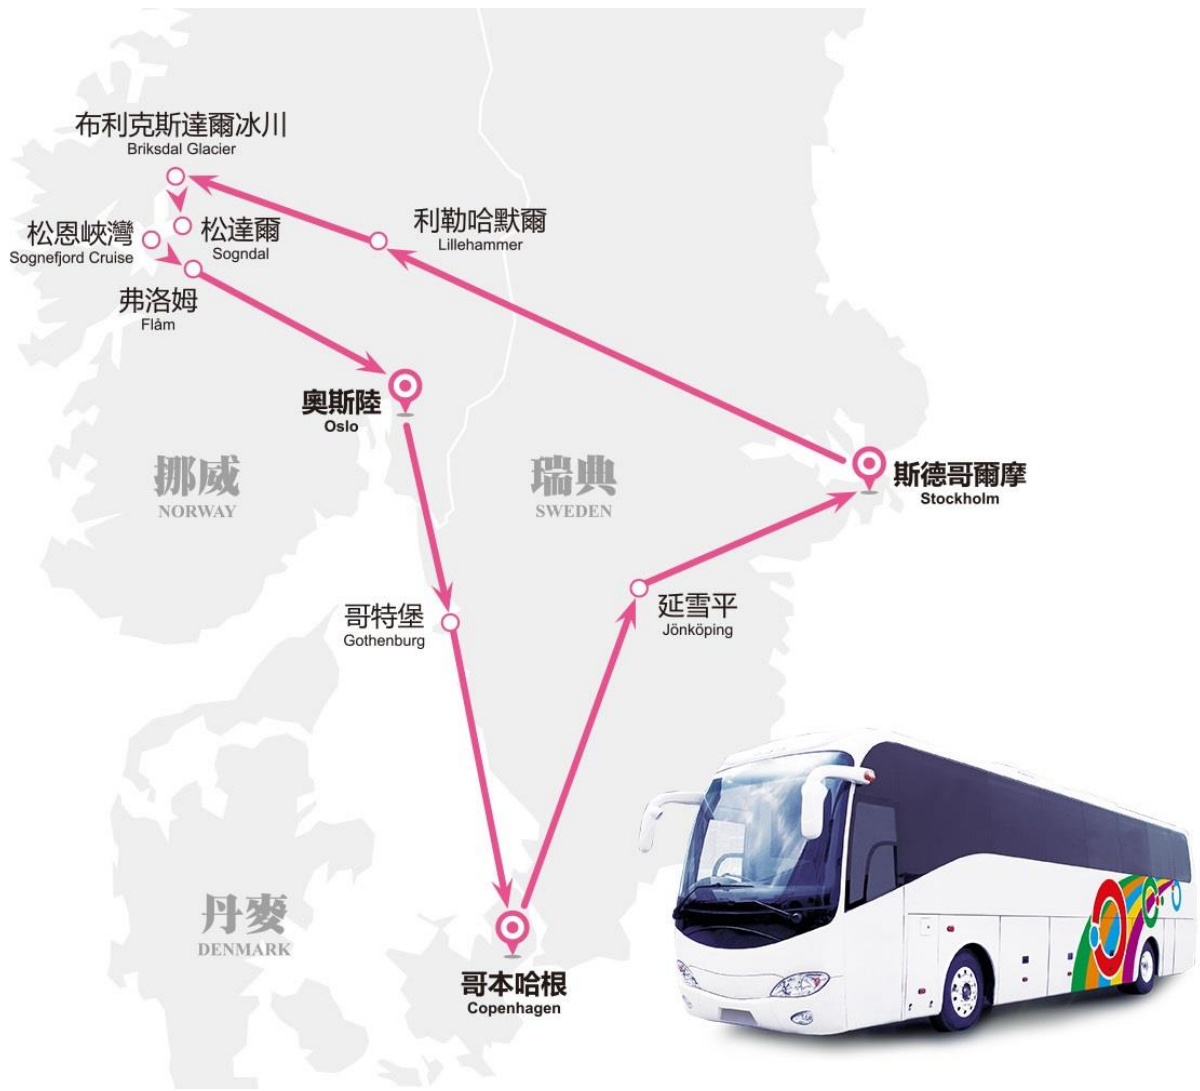 布利克斯達爾冰川
Briksdal Glacier
利勒哈默爾
Lillehammer
松恩峽灣
Sognefjord Cruise
松達爾
Sogndal
弗洛姆
Flåm
奧斯陸
Oslo
挪威
NORWAY
瑞典
SWEDEN
斯德哥爾摩
Stockholm
哥特堡
Gothenburg
延雪平
Jönköping
丹麥
DENMARK
哥本哈根
Copenhagen